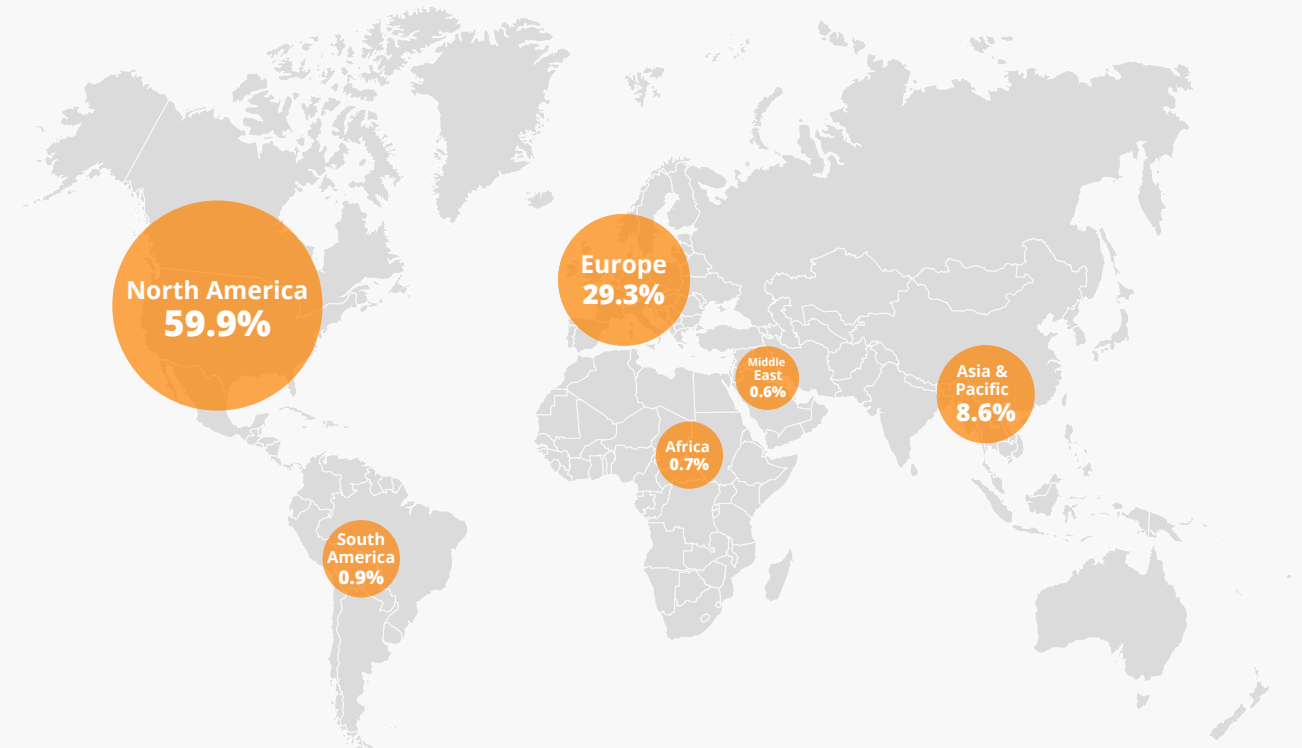 North America
59.9%
Europe
29.3%
Middle
East
0.6%
Asia &
Pacific
8.6%
Africa
0.7%
South
America
0.9%